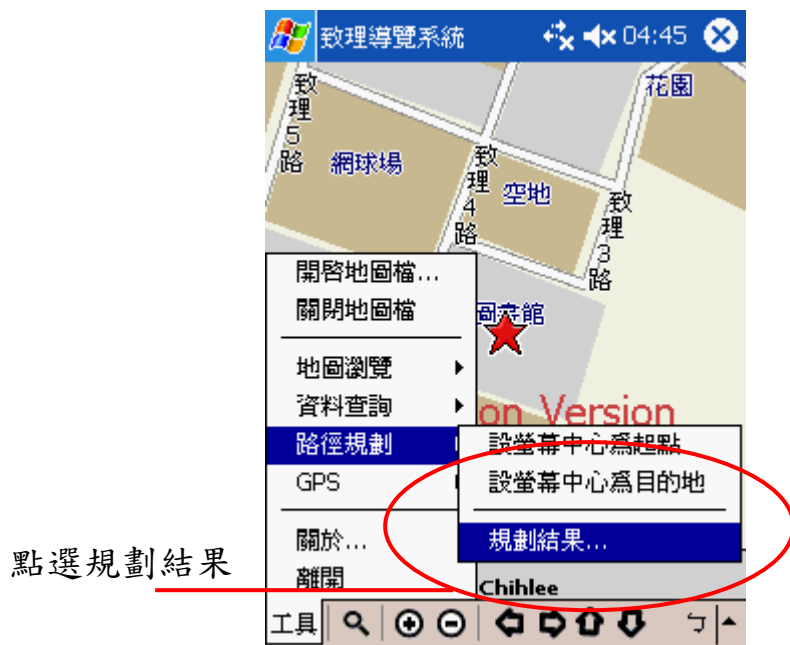 致理導覽系統 04:45
花園
致理5路
網球場
致理4路
空地
致理3路
圖書館
on Version
開啓地圖檔...
關閉地圖檔
地圖瀏覽
資料查詢
路徑規劃
GPS
關於...
離開
設螢幕中心爲起點
設螢幕中心爲目的地
規劃結果...
點選規劃結果
Chihlee
工具
ㄅ